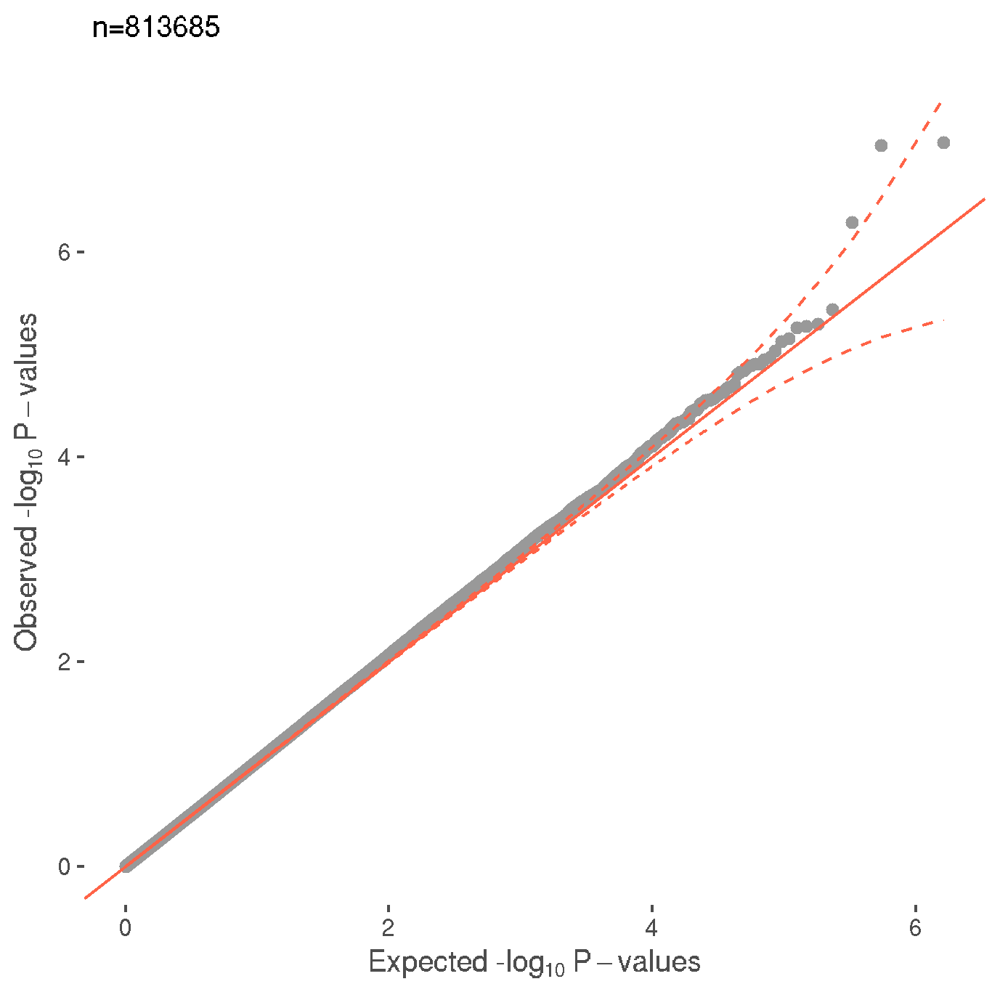 n=813685
6
4
2
0
Observed -log₁₀ P−values
0 2 4 6
Expected -log₁₀ P−values